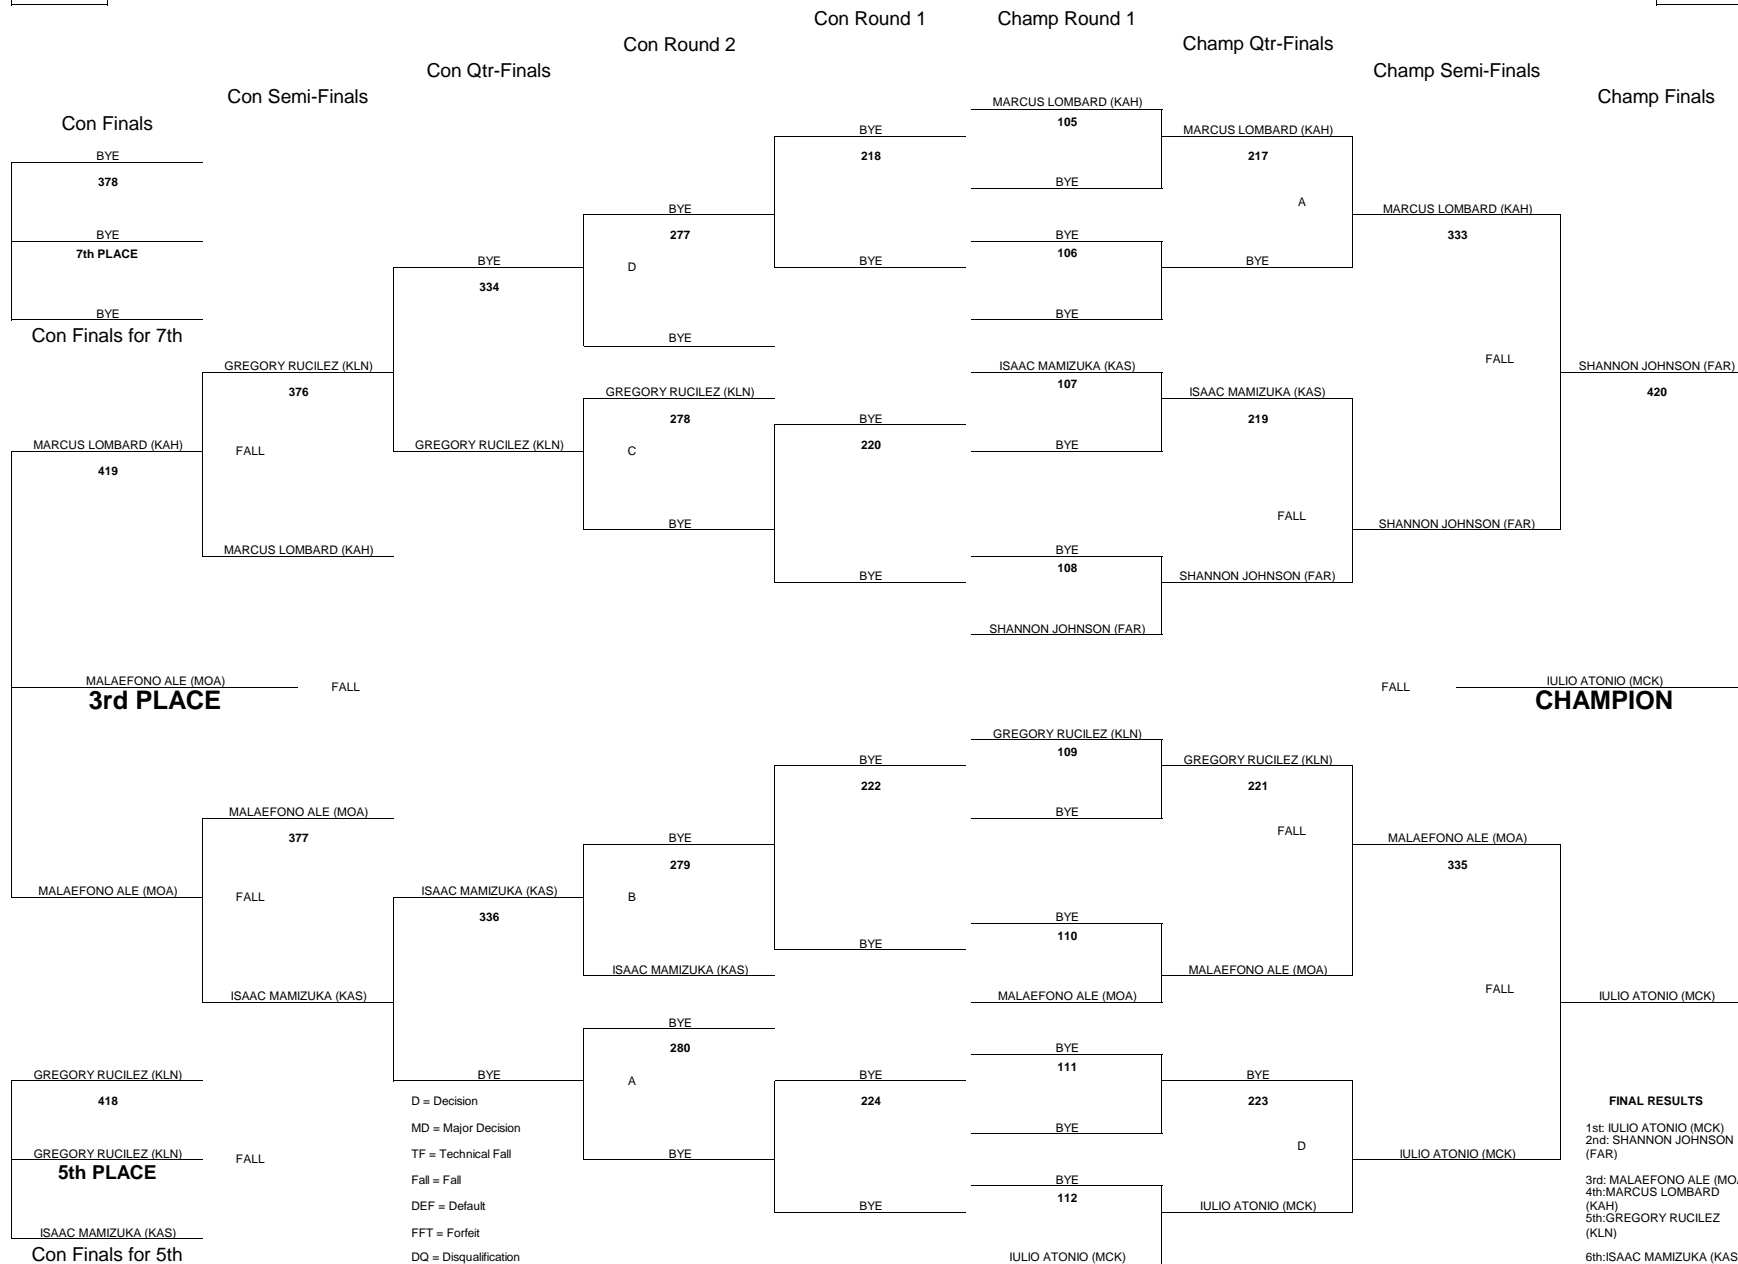 Con Round 1
Champ Round 1
Con Round 2
Champ Qtr-Finals
Con Qtr-Finals
Champ Semi-Finals
Con Semi-Finals
Champ Finals
Con Finals
BYE
378
BYE
7th PLACE
BYE
Con Finals for 7th
MARCUS LOMBARD (KAH)
419
MALAEFONO ALE (MOA)
3rd PLACE
FALL
MALAEFONO ALE (MOA)
GREGORY RUCILEZ (KLN)
418
GREGORY RUCILEZ (KLN)
5th PLACE
FALL
ISAAC MAMIZUKA (KAS)
Con Finals for 5th
GREGORY RUCILEZ (KLN)
376
FALL
MARCUS LOMBARD (KAH)
MALAEFONO ALE (MOA)
377
FALL
ISAAC MAMIZUKA (KAS)
BYE
334
GREGORY RUCILEZ (KLN)
ISAAC MAMIZUKA (KAS)
336
BYE
D = Decision
MD = Major Decision
TF = Technical Fall
Fall = Fall
DEF = Default
FFT = Forfeit
DQ = Disqualification
BYE
277
D
BYE
GREGORY RUCILEZ (KLN)
278
C
BYE
BYE
279
B
ISAAC MAMIZUKA (KAS)
BYE
280
A
BYE
BYE
218
BYE
BYE
220
BYE
BYE
222
BYE
BYE
224
BYE
MARCUS LOMBARD (KAH)
105
BYE
BYE
106
BYE
ISAAC MAMIZUKA (KAS)
107
BYE
BYE
108
SHANNON JOHNSON (FAR)
GREGORY RUCILEZ (KLN)
109
BYE
BYE
110
MALAEFONO ALE (MOA)
BYE
111
BYE
BYE
112
IULIO ATONIO (MCK)
MARCUS LOMBARD (KAH)
217
A
BYE
ISAAC MAMIZUKA (KAS)
219
FALL
SHANNON JOHNSON (FAR)
GREGORY RUCILEZ (KLN)
221
FALL
MALAEFONO ALE (MOA)
BYE
223
D
IULIO ATONIO (MCK)
MARCUS LOMBARD (KAH)
333
FALL
SHANNON JOHNSON (FAR)
MALAEFONO ALE (MOA)
335
FALL
IULIO ATONIO (MCK)
SHANNON JOHNSON (FAR)
420
FALL
IULIO ATONIO (MCK)
CHAMPION
IULIO ATONIO (MCK)
FINAL RESULTS
1st: IULIO ATONIO (MCK)
2nd: SHANNON JOHNSON
(FAR)
3rd: MALAEFONO ALE (MOA
4th:MARCUS LOMBARD
(KAH)
5th:GREGORY RUCILEZ
(KLN)
6th:ISAAC MAMIZUKA (KAS